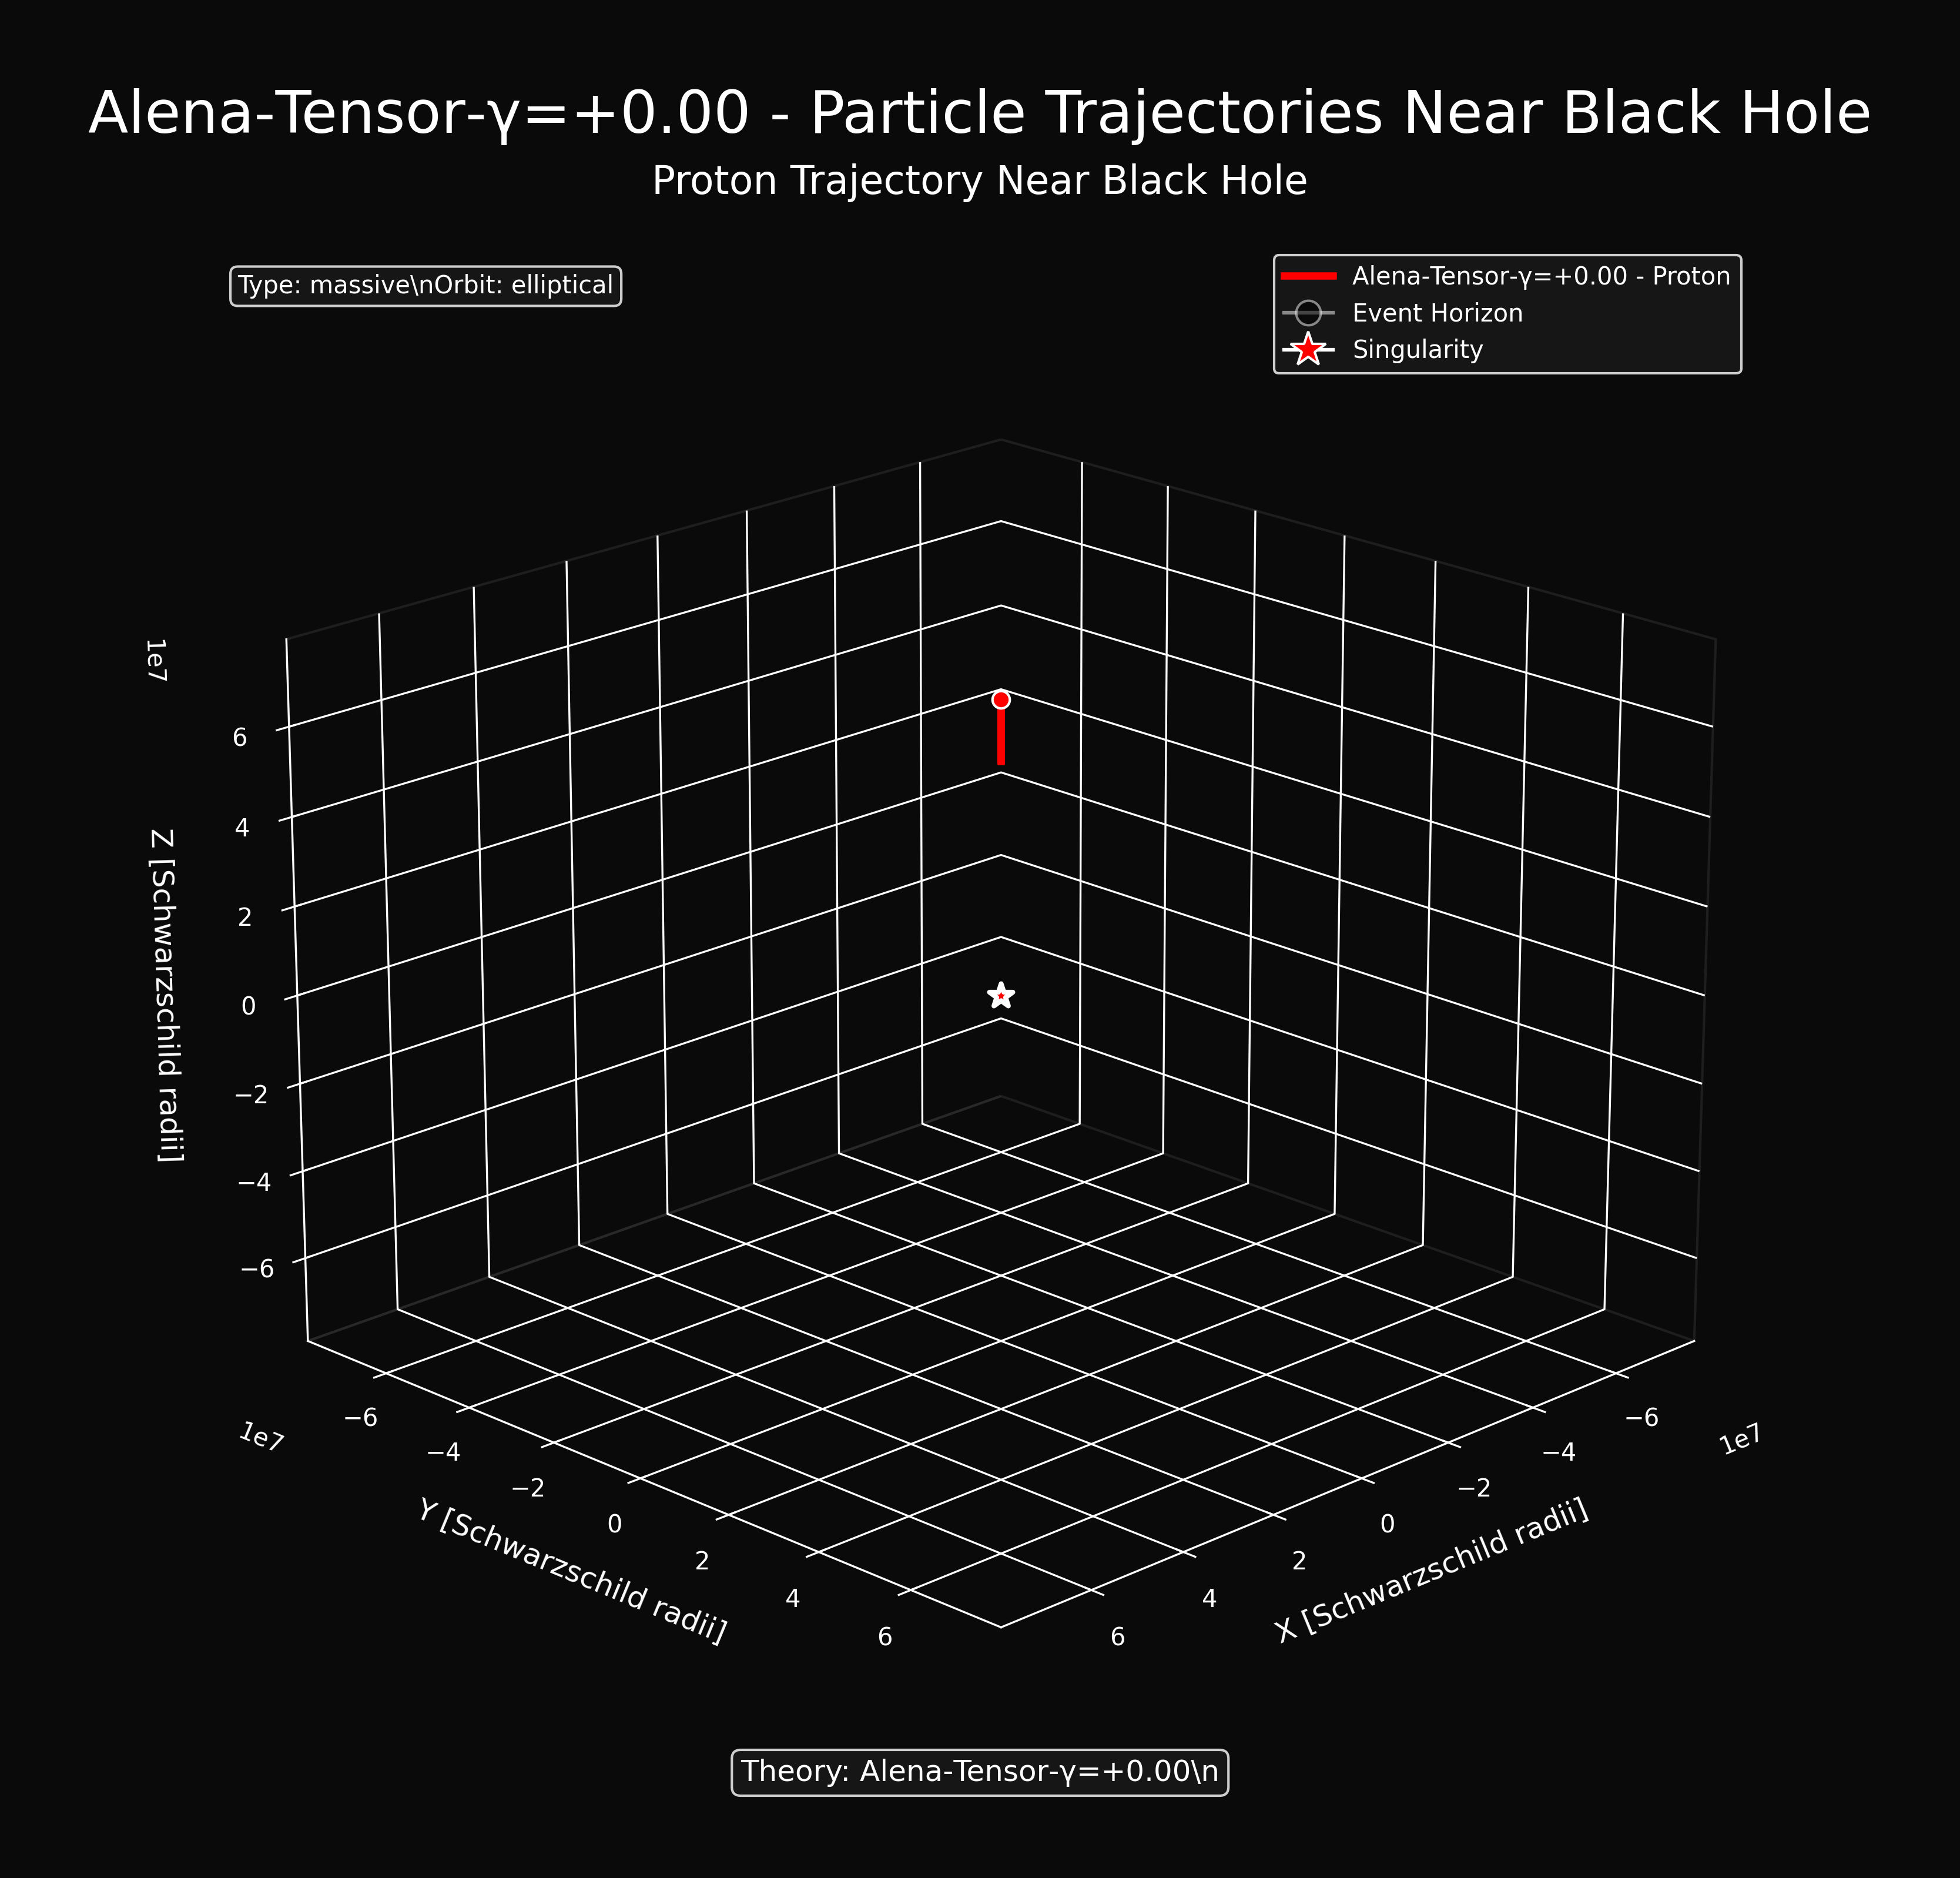 Alena-Tensor-γ=+0.00 - Particle Trajectories Near Black Hole
Proton Trajectory Near Black Hole
Type: massive\nOrbit: elliptical
Alena-Tensor-γ=+0.00 - Proton
Event Horizon
Singularity
1e7
6
4
2
0
−2
−4
−6
Z [Schwarzschild radii]
1e7
−6
−4
−2
0
2
4
6
Y [Schwarzschild radii]
1e7
−6
−4
−2
0
2
4
6
X [Schwarzschild radii]
Theory: Alena-Tensor-γ=+0.00\n